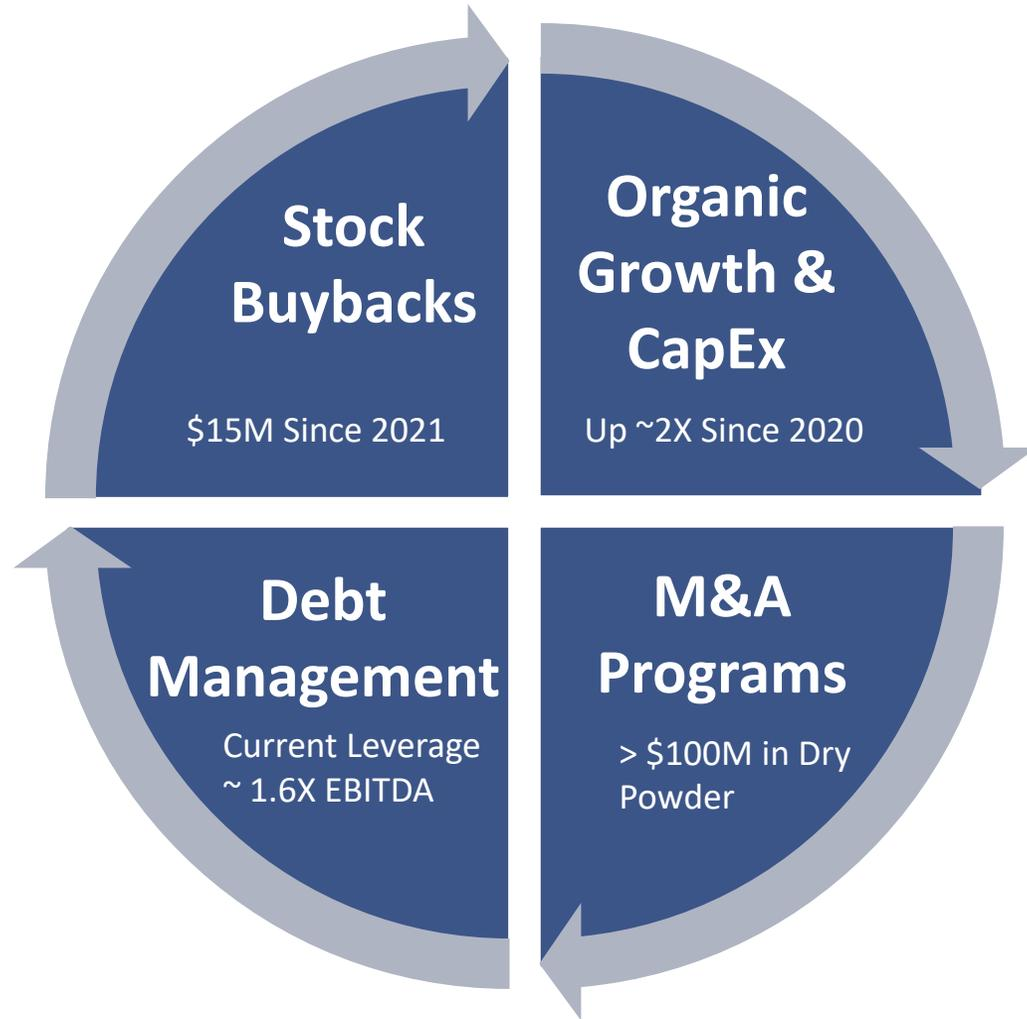 Stock
Buybacks
$15M Since 2021
Organic
Growth &
CapEx
Up ~2X Since 2020
Debt
Management
Current Leverage
~ 1.6X EBITDA
M&A
Programs
> $100M in Dry
Powder